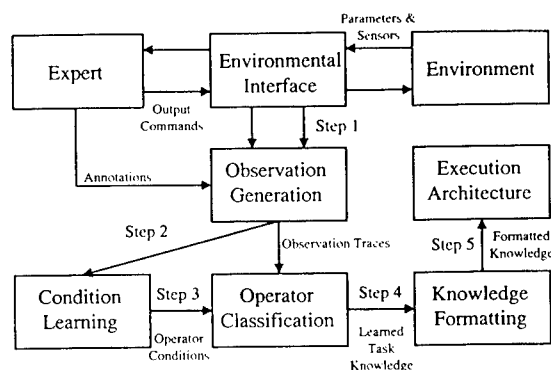 Parameters &
Sensors
Expert
Environmental
Interface
Environment
Output
Commands
Step 1
Annotations
Observation
Generation
Execution
Architecture
Step 2
Observation Traces
Step 5
Formatted
Knowledge
Condition
Learning
Step 3
Operator
Conditions
Operator
Classification
Step 4
Learned
Task
Knowledge
Knowledge
Formatting